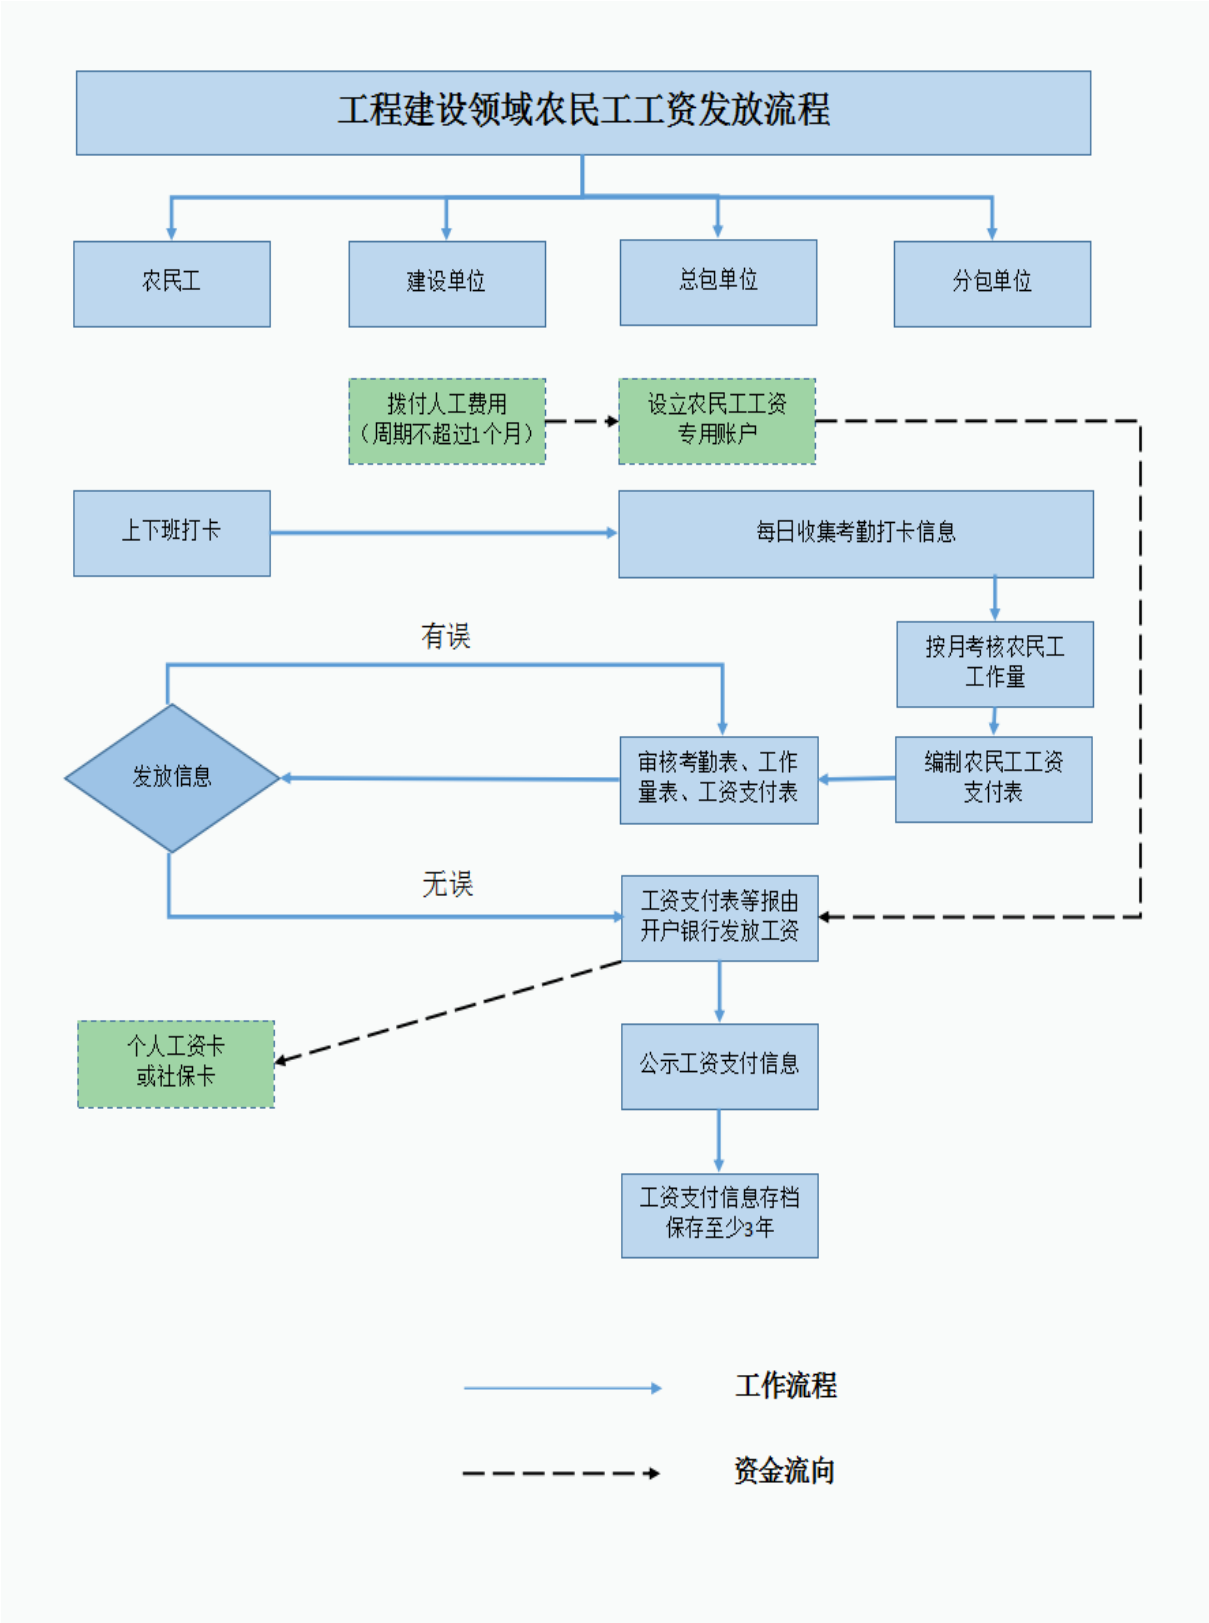 工程建设领域农民工工资发放流程
农民工
建设单位
总包单位
分包单位
拨付人工费用
（周期不超过1个月）
设立农民工工资
专用账户
上下班打卡
每日收集考勤打卡信息
有误
按月考核农民工
工作量
发放信息
审核考勤表、工作
量表、工资支付表
编制农民工工资
支付表
无误
工资支付表等报由
开户银行发放工资
个人工资卡
或社保卡
公示工资支付信息
工资支付信息存档
保存至少3年
工作流程
资金流向